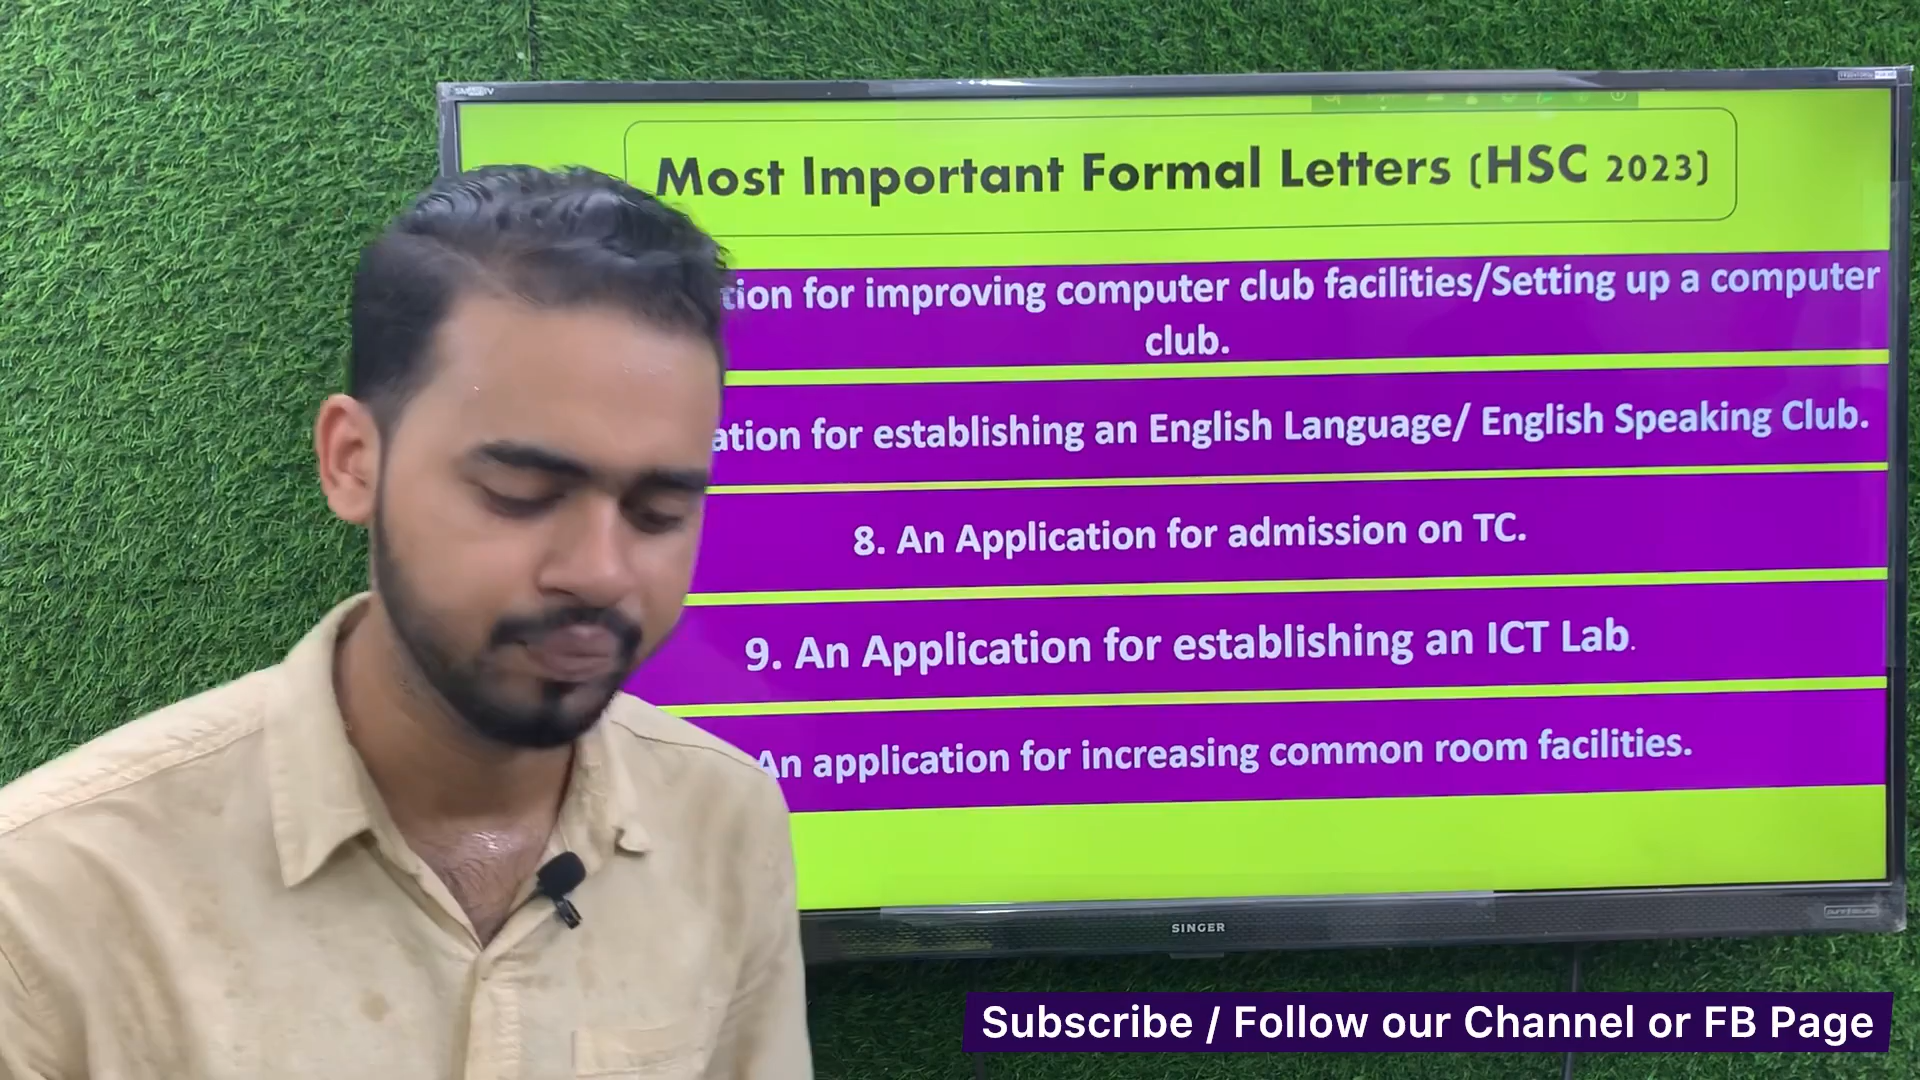 SMART TV
Most Important Formal Letters (HSC 2023)
tion for improving computer club facilities/Setting up a computer
club.
ation for establishing an English Language/ English Speaking Club.
8. An Application for admission on TC.
9. An Application for establishing an ICT Lab.
An application for increasing common room facilities.
SINGER
Subscribe / Follow our Channel or FB Page